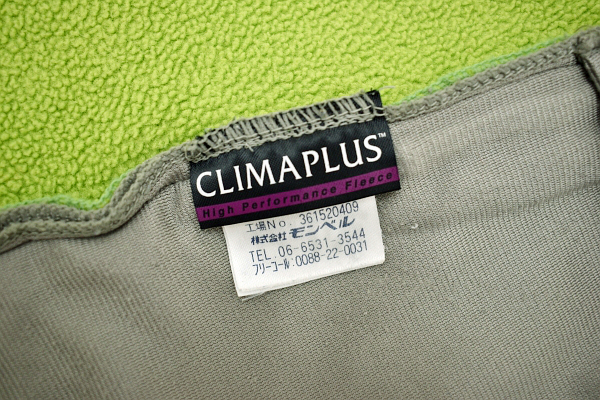 CLIMAPLUS™
High Performance Fleece
工場No. 361520409
株式会社 モンベル
TEL. 06-6531-3544
フリーコール. 0088-22-0031